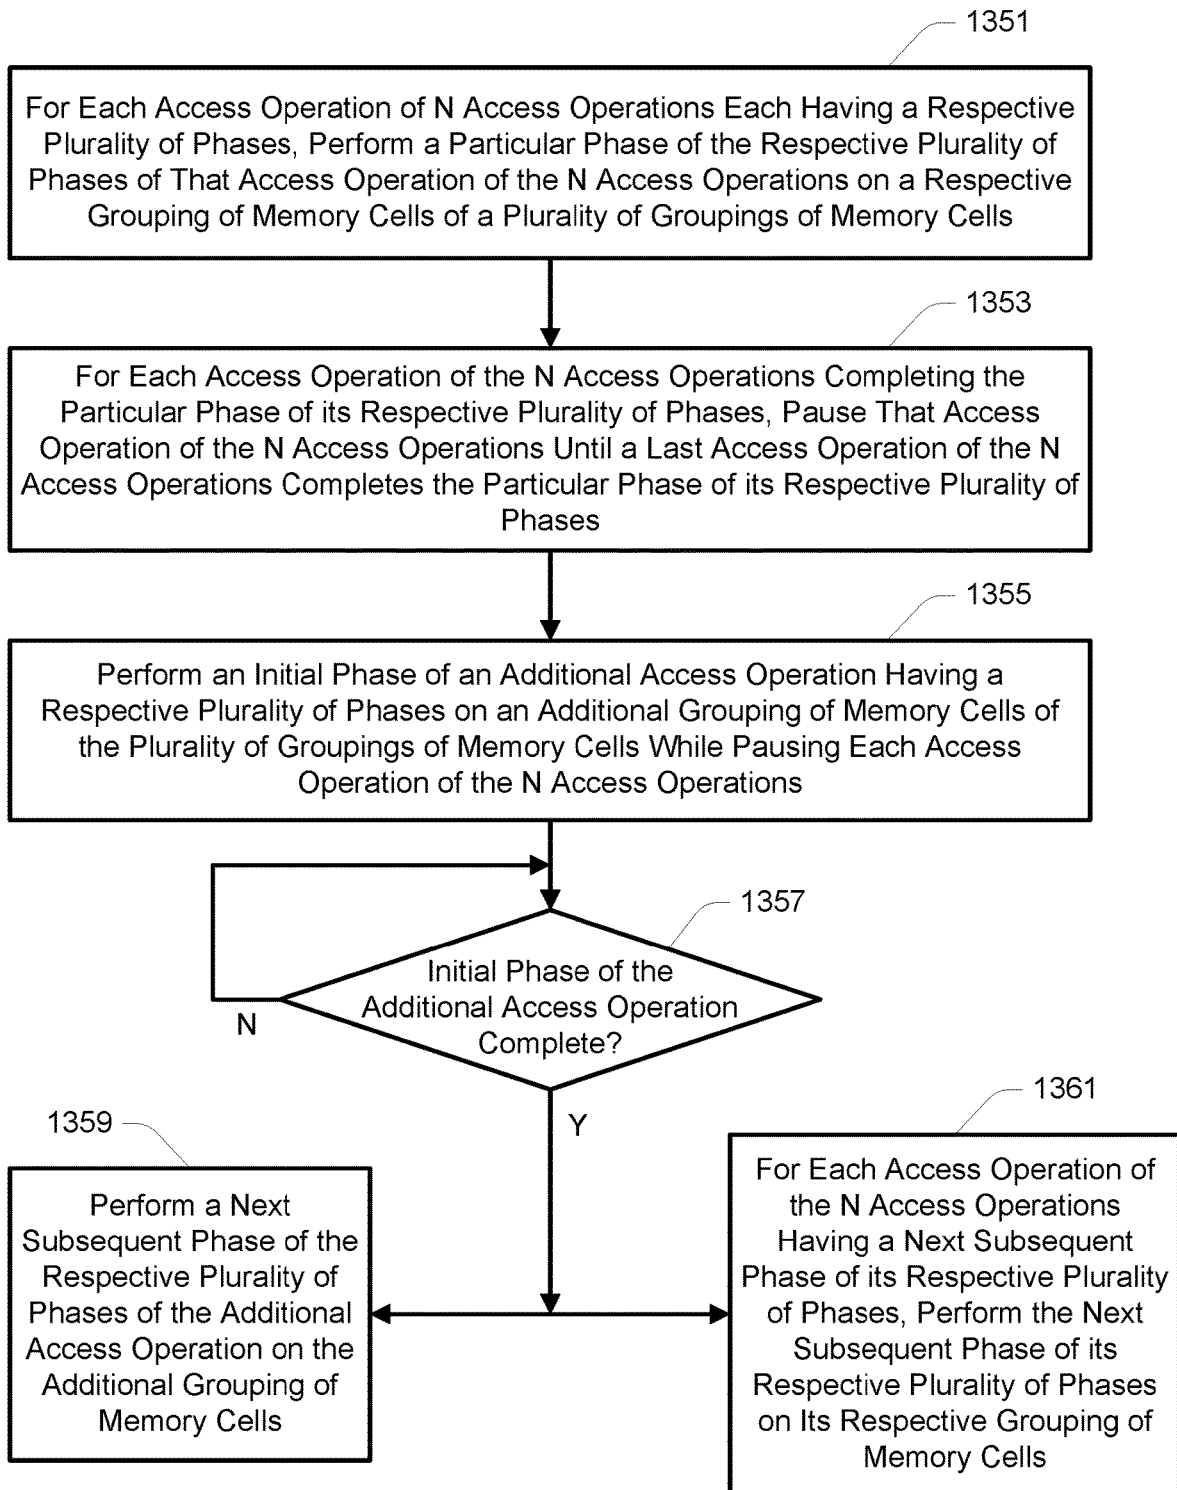 1351
For Each Access Operation of N Access Operations Each Having a Respective
Plurality of Phases, Perform a Particular Phase of the Respective Plurality of
Phases of That Access Operation of the N Access Operations on a Respective
Grouping of Memory Cells of a Plurality of Groupings of Memory Cells
1353
For Each Access Operation of the N Access Operations Completing the
Particular Phase of its Respective Plurality of Phases, Pause That Access
Operation of the N Access Operations Until a Last Access Operation of the N
Access Operations Completes the Particular Phase of its Respective Plurality of
Phases
1355
Perform an Initial Phase of an Additional Access Operation Having a
Respective Plurality of Phases on an Additional Grouping of Memory Cells of
the Plurality of Groupings of Memory Cells While Pausing Each Access
Operation of the N Access Operations
1357
Initial Phase of the
Additional Access Operation
Complete?
N
Y
1359
Perform a Next
Subsequent Phase of the
Respective Plurality of
Phases of the Additional
Access Operation on the
Additional Grouping of
Memory Cells
1361
For Each Access Operation of
the N Access Operations
Having a Next Subsequent
Phase of its Respective Plurality
of Phases, Perform the Next
Subsequent Phase of its
Respective Plurality of Phases
on Its Respective Grouping of
Memory Cells